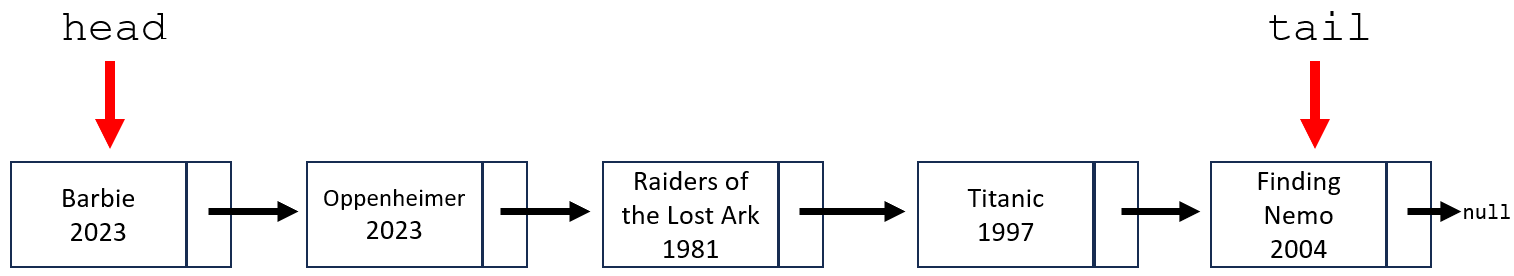 head
tail
Barbie
2023
Oppenheimer
2023
Raiders of
the Lost Ark
1981
Titanic
1997
Finding
Nemo
2004
null